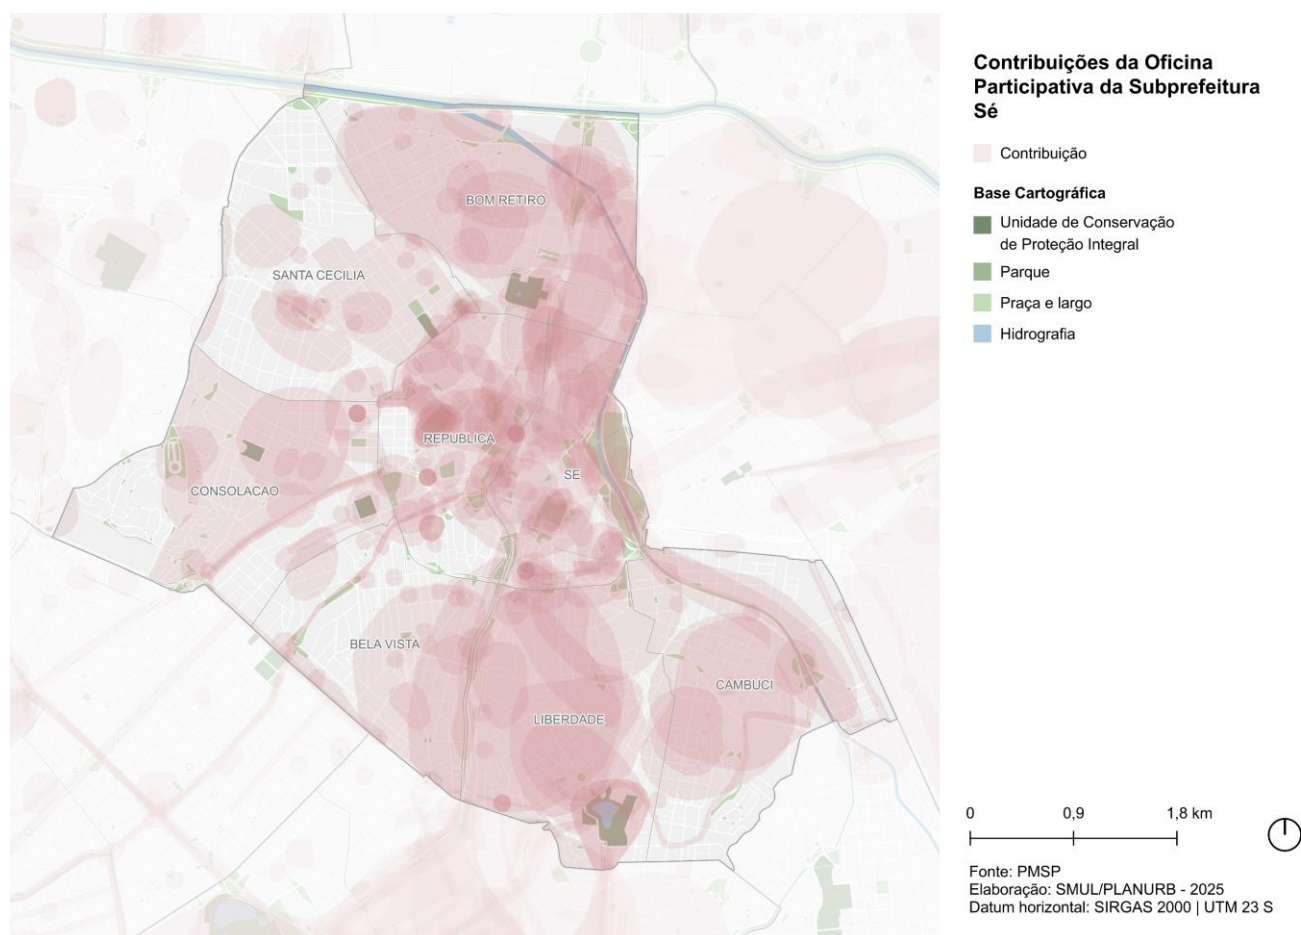 Contribuições da Oficina
Participativa da Subprefeitura
Sé
Contribuição
Base Cartográfica
Unidade de Conservação
de Proteção Integral
Parque
Praça e largo
Hidrografia
BOM RETIRO
SANTA CECILIA
REPUBLICA
SE
CONSOLACAO
BELA VISTA
CAMBUCI
LIBERDADE
0 0,9 1,8 km
Fonte: PMSP
Elaboração: SMUL/PLANURB - 2025
Datum horizontal: SIRGAS 2000 | UTM 23 S